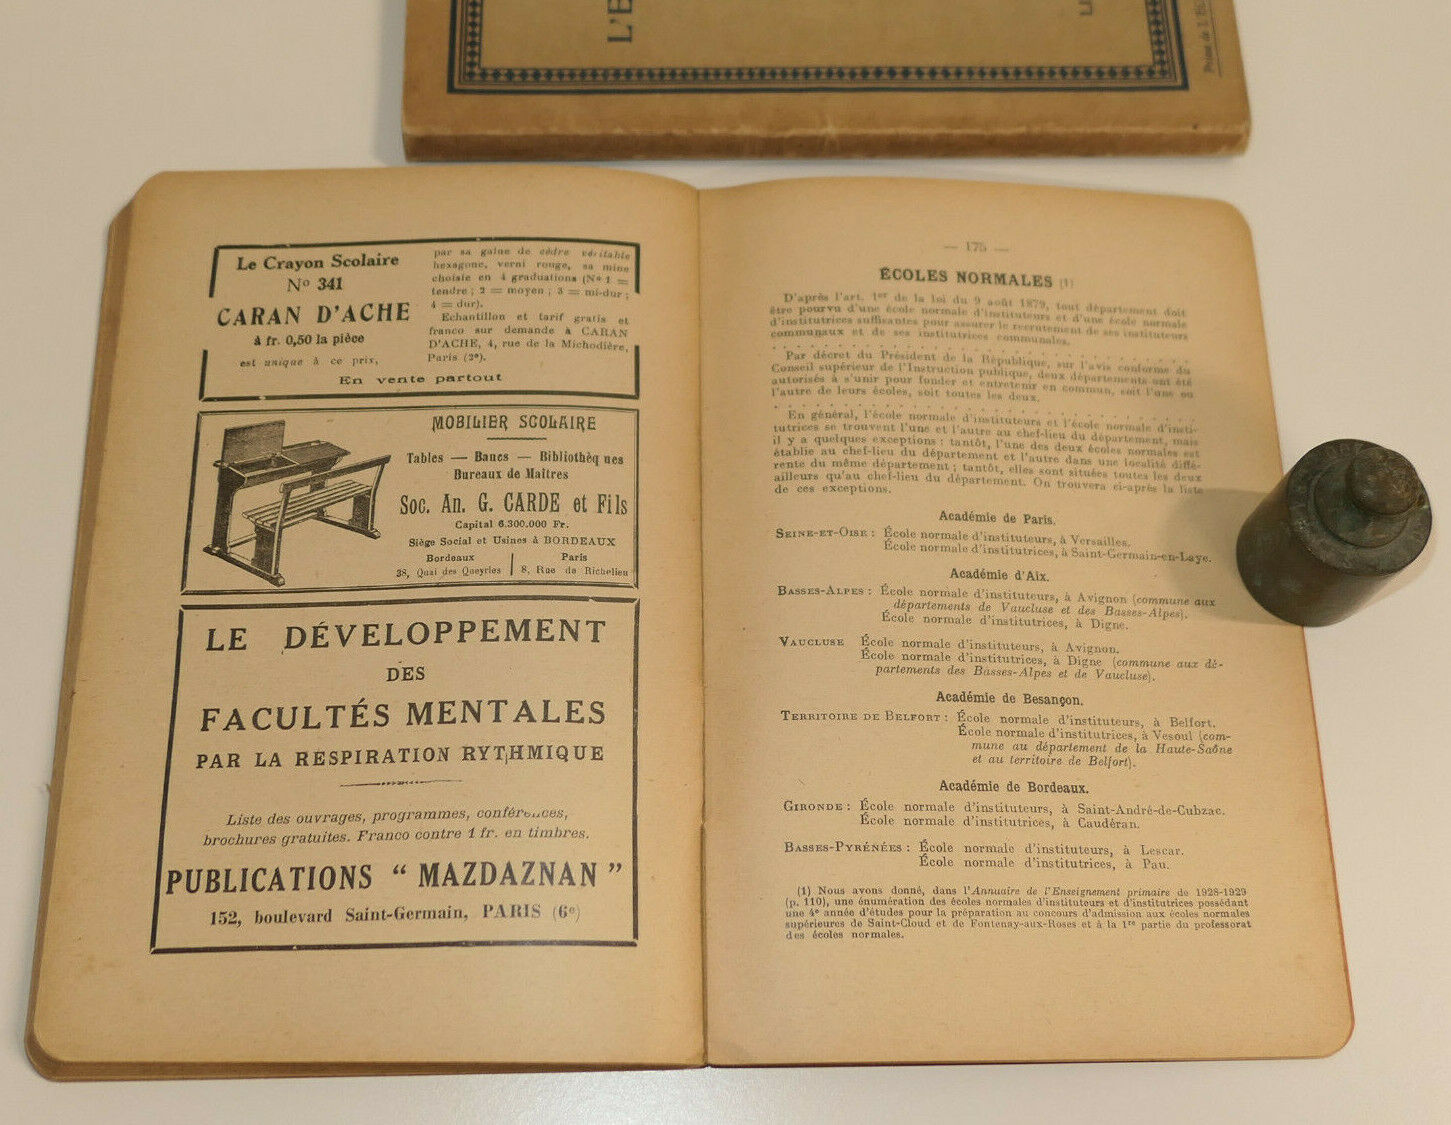 L'E
Prime de L'E
Le Crayon Scolaire
Nº 341
CARAN D'ACHE
à fr. 0,50 la pièce
est unique à ce prix,
par sa gaine de cèdre véritable
hexagone, verni rouge, sa mine
choisie en 4 graduations (Nº 1 =
tendre ; 2 = moyen ; 3 = mi-dur ;
4 = dur).
Echantillon et tarif gratis et
franco sur demande à CARAN
D'ACHE, 4, rue de la Michodière,
Paris (2e).
En vente partout
MOBILIER SCOLAIRE
Tables — Bancs — Bibliothèques
Bureaux de Maîtres
Soc. An. G. CARDE et Fils
Capital 6.300.000 Fr.
Siège Social et Usines à BORDEAUX
Bordeaux
38, Quai des Queyries
Paris
8, Rue de Richelieu
LE DÉVELOPPEMENT
DES
FACULTÉS MENTALES
PAR LA RESPIRATION RYTHMIQUE
Liste des ouvrages, programmes, conférences,
brochures gratuites. Franco contre 1 fr. en timbres.
PUBLICATIONS “ MAZDAZNAN ”
152, boulevard Saint-Germain, PARIS (6e)
— 175 —
ÉCOLES NORMALES (1)
D'après l'art. 1er de la loi du 9 août 1879, tout département doit
être pourvu d'une école normale d'instituteurs et d'une école normale
d'institutrices suffisantes pour assurer le recrutement de ses instituteurs
communaux et de ses institutrices communales.
Par décret du Président de la République, sur l'avis conforme du
Conseil supérieur de l'Instruction publique, deux départements ont été
autorisés à s'unir pour fonder et entretenir en commun, soit l'une ou
l'autre de leurs écoles, soit toutes les deux.
En général, l'école normale d'instituteurs et l'école normale d'insti-
tutrices se trouvent l'une et l'autre au chef-lieu du département, mais
il y a quelques exceptions : tantôt, l'une des deux écoles normales est
établie au chef-lieu du département et l'autre dans une localité diffé-
rente du même département ; tantôt, elles sont situées toutes les deux
ailleurs qu'au chef-lieu du département. On trouvera ci-après la liste
de ces exceptions.
Académie de Paris.
SEINE-ET-OISE : École normale d'instituteurs, à Versailles.
École normale d'institutrices, à Saint-Germain-en-Laye.
Académie d'Aix.
BASSES-ALPES : École normale d'instituteurs, à Avignon (commune aux
départements de Vaucluse et des Basses-Alpes).
École normale d'institutrices, à Digne.
VAUCLUSE École normale d'instituteurs, à Avignon.
École normale d'institutrices, à Digne (commune aux dé-
partements des Basses-Alpes et de Vaucluse).
Académie de Besançon.
TERRITOIRE DE BELFORT : École normale d'instituteurs, à Belfort.
École normale d'institutrices, à Vesoul (com-
mune au département de la Haute-Saône
et au territoire de Belfort).
Académie de Bordeaux.
GIRONDE : École normale d'instituteurs, à Saint-André-de-Cubzac.
École normale d'institutrices, à Caudéran.
BASSES-PYRÉNÉES : École normale d'instituteurs, à Lescar.
École normale d'institutrices, à Pau.
(1) Nous avons donné, dans l'Annuaire de l'Enseignement primaire de 1928-1929
(p. 110), une énumération des écoles normales d'instituteurs et d'institutrices possédant
une 4e année d'études pour la préparation au concours d'admission aux écoles normales
supérieures de Saint-Cloud et de Fontenay-aux-Roses et à la 1re partie du professorat
des écoles normales.